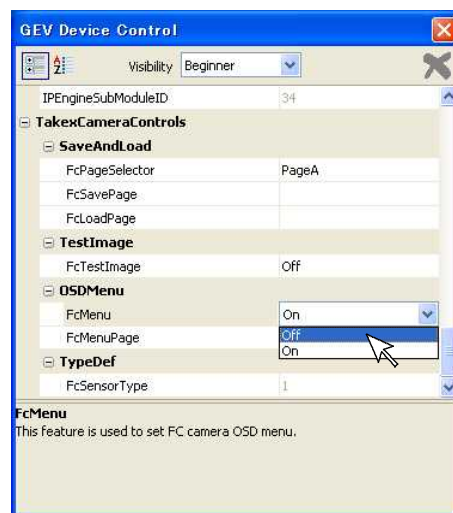 GEV Device Control
Visibility Beginner
IPEngineSubModuleID 34
TakexCameraControls
SaveAndLoad
FcPageSelector PageA
FcSavePage
FcLoadPage
TestImage
FcTestImage Off
OSDMenu
FcMenu On
FcMenuPage Off
On
TypeDef
FcSensorType 1
FcMenu
This feature is used to set FC camera OSD menu.